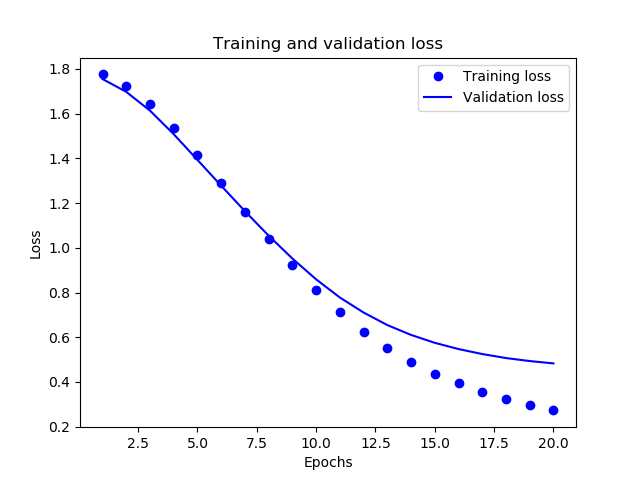 Training and validation loss
Training loss
Validation loss
1.8
1.6
1.4
1.2
1.0
0.8
0.6
0.4
0.2
Loss
2.5 5.0 7.5 10.0 12.5 15.0 17.5 20.0
Epochs